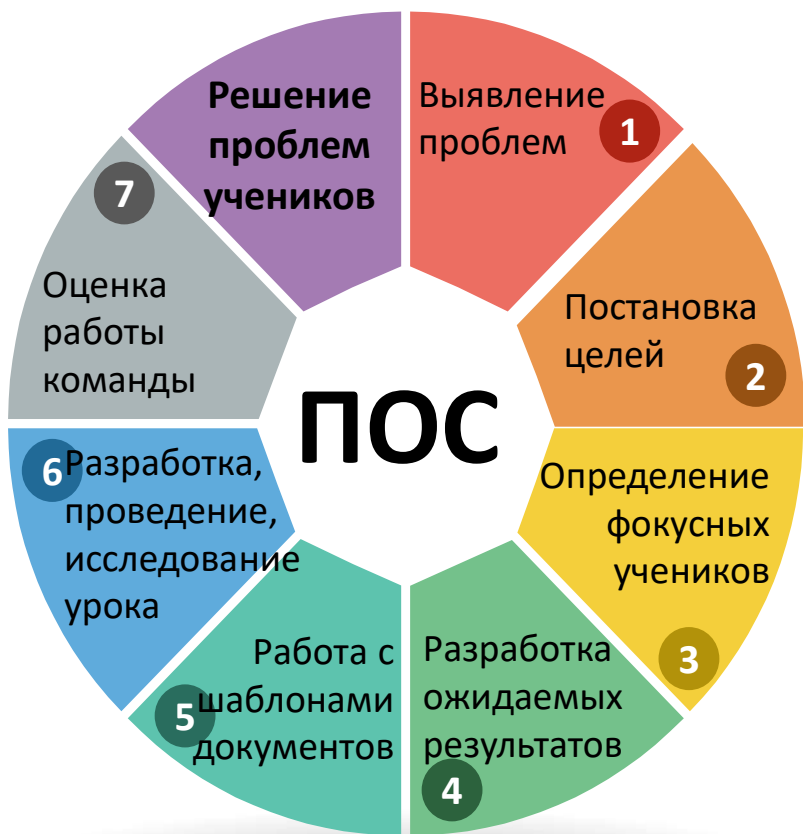 Решение
проблем
учеников
Выявление
проблем
1
Постановка
целей
2
Определение
фокусных
учеников
3
Разработка
ожидаемых
результатов
4
Работа с
шаблонами
документов
5
Разработка,
проведение,
исследование
урока
6
Оценка
работы
команды
7
ПОС